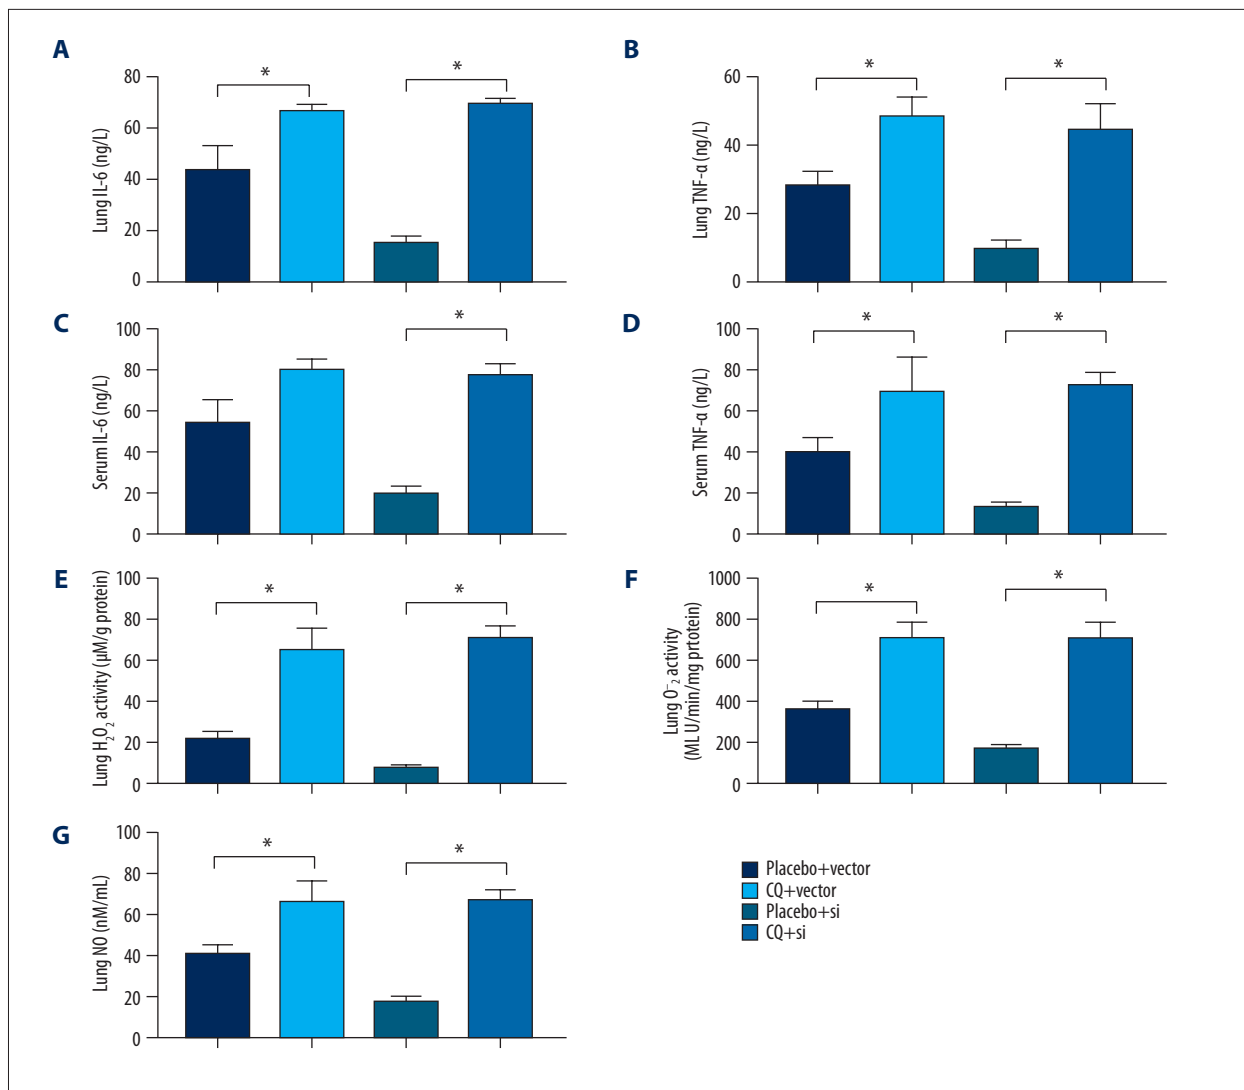 A
Lung IL-6 (ng/L)
80
60
40
20
0
*
*
B
Lung TNF-α (ng/L)
60
40
20
0
*
*
C
Serum IL-6 (ng/L)
100
80
60
40
20
0
*
D
Serum TNF-α (ng/L)
100
80
60
40
20
0
*
*
E
Lung H₂O₂ activity (µM/g protein)
100
80
60
40
20
0
*
*
F
Lung O⁻₂ activity
(ML U/min/mg prtotein)
1000
800
600
400
200
0
*
*
G
Lung NO (nM/mL)
100
80
60
40
20
0
*
*
Placebo+vector
CQ+vector
Placebo+si
CQ+si